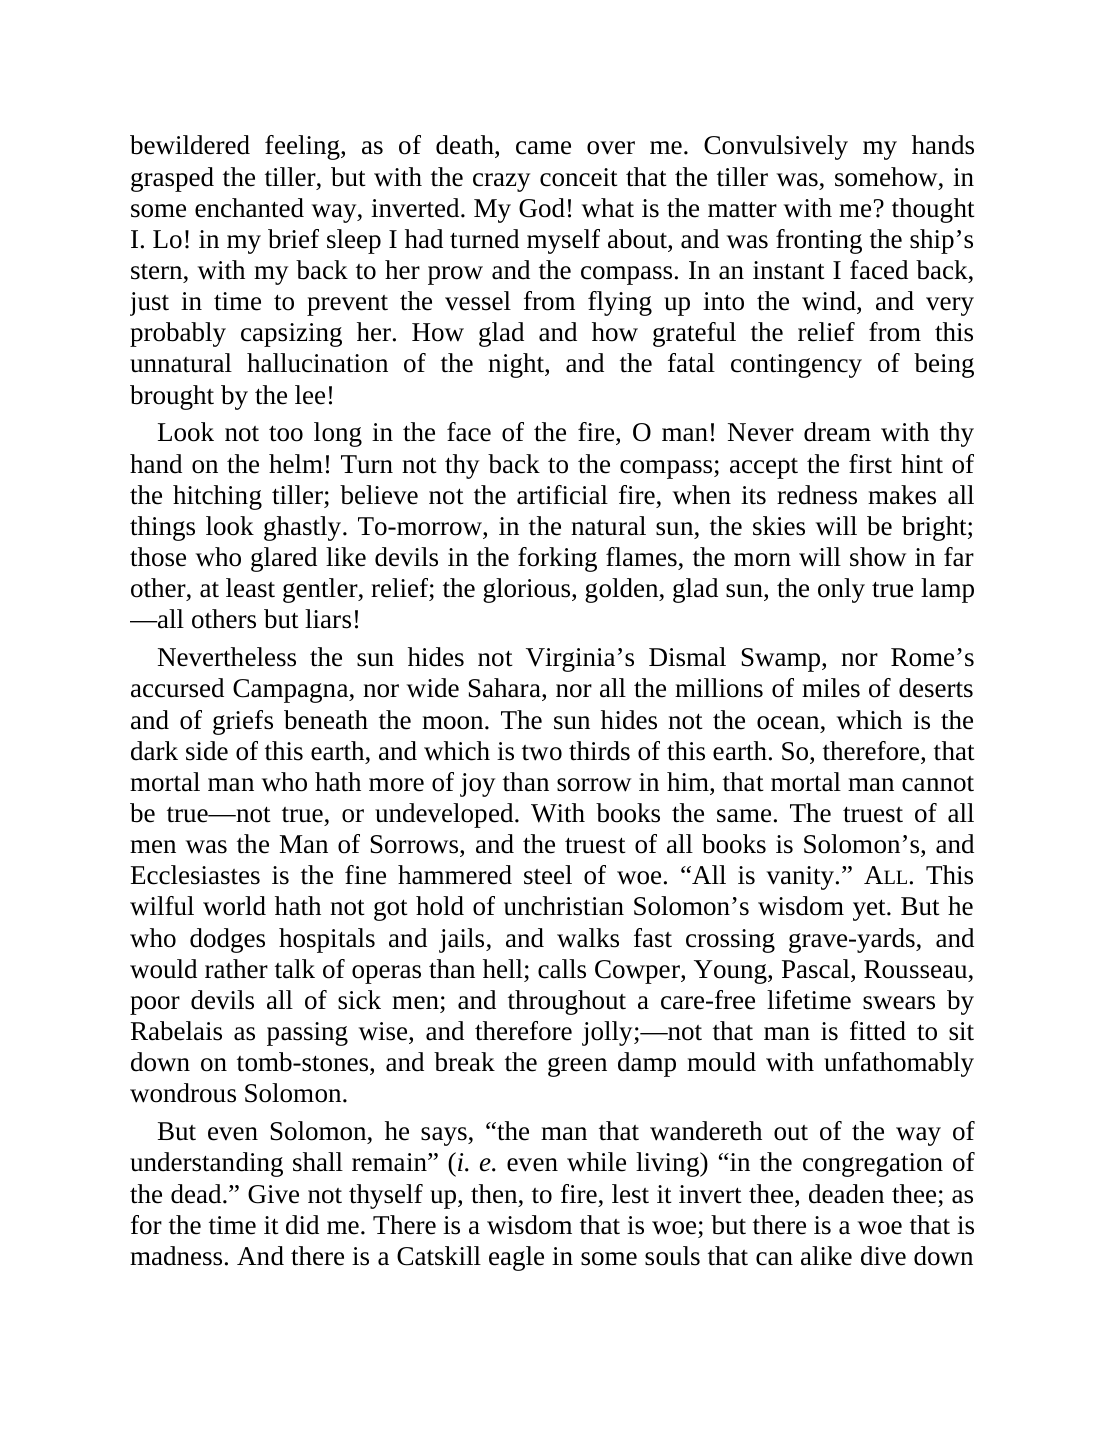 bewildered feeling, as of death, came over me. Convulsively my hands
grasped the tiller, but with the crazy conceit that the tiller was, somehow, in
some enchanted way, inverted. My God! what is the matter with me? thought
I. Lo! in my brief sleep I had turned myself about, and was fronting the ship’s
stern, with my back to her prow and the compass. In an instant I faced back,
just in time to prevent the vessel from flying up into the wind, and very
probably capsizing her. How glad and how grateful the relief from this
unnatural hallucination of the night, and the fatal contingency of being
brought by the lee!
Look not too long in the face of the fire, O man! Never dream with thy
hand on the helm! Turn not thy back to the compass; accept the first hint of
the hitching tiller; believe not the artificial fire, when its redness makes all
things look ghastly. To-morrow, in the natural sun, the skies will be bright;
those who glared like devils in the forking flames, the morn will show in far
other, at least gentler, relief; the glorious, golden, glad sun, the only true lamp
—all others but liars!
Nevertheless the sun hides not Virginia’s Dismal Swamp, nor Rome’s
accursed Campagna, nor wide Sahara, nor all the millions of miles of deserts
and of griefs beneath the moon. The sun hides not the ocean, which is the
dark side of this earth, and which is two thirds of this earth. So, therefore, that
mortal man who hath more of joy than sorrow in him, that mortal man cannot
be true—not true, or undeveloped. With books the same. The truest of all
men was the Man of Sorrows, and the truest of all books is Solomon’s, and
Ecclesiastes is the fine hammered steel of woe. “All is vanity.” ALL. This
wilful world hath not got hold of unchristian Solomon’s wisdom yet. But he
who dodges hospitals and jails, and walks fast crossing grave-yards, and
would rather talk of operas than hell; calls Cowper, Young, Pascal, Rousseau,
poor devils all of sick men; and throughout a care-free lifetime swears by
Rabelais as passing wise, and therefore jolly;—not that man is fitted to sit
down on tomb-stones, and break the green damp mould with unfathomably
wondrous Solomon.
But even Solomon, he says, “the man that wandereth out of the way of
understanding shall remain” (i. e. even while living) “in the congregation of
the dead.” Give not thyself up, then, to fire, lest it invert thee, deaden thee; as
for the time it did me. There is a wisdom that is woe; but there is a woe that is
madness. And there is a Catskill eagle in some souls that can alike dive down